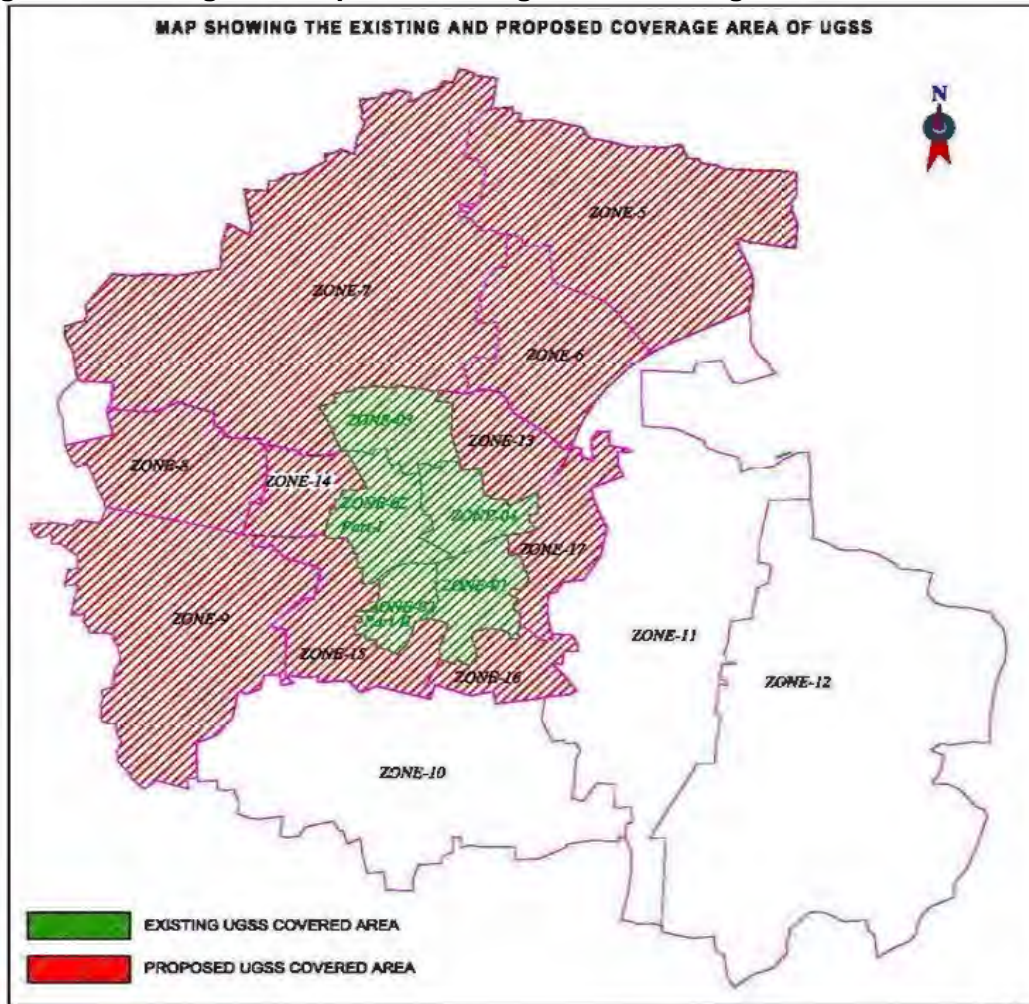 MAP SHOWING THE EXISTING AND PROPOSED COVERAGE AREA OF UGSS
N
ZONE-5
ZONE-7
ZONE-6
ZONE-03
ZONE-13
ZONE-8
ZONE-14
ZONE-02
Part-I
ZONE-04
ZONE-17
ZONE-01
ZONE-9
ZONE-15
ZONE-16
ZONE-11
ZONE-12
ZONE-10
EXISTING UGSS COVERED AREA
PROPOSED UGSS COVERED AREA